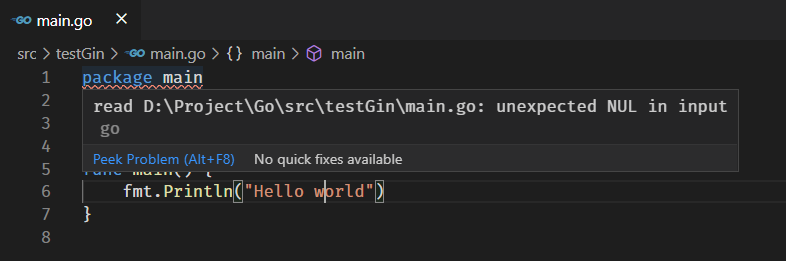 GO main.go ×
src > testGin > GO main.go > {} main > main
1 package main
2
3
4
read D:\Project\Go\src\testGin\main.go: unexpected NUL in input
go
Peek Problem (Alt+F8) No quick fixes available
5 func main() {
6 fmt.Println("Hello world")
7 }
8